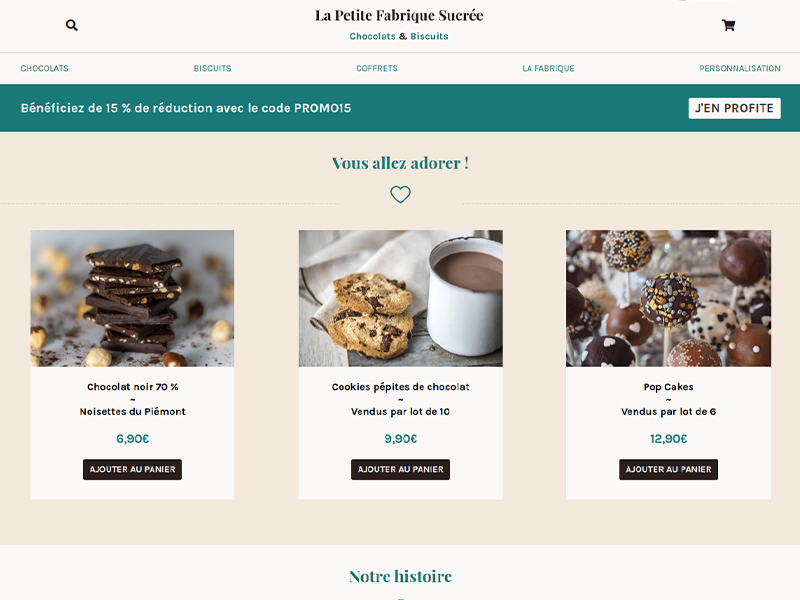 La Petite Fabrique Sucrée
Chocolats & Biscuits
CHOCOLATS
BISCUITS
COFFRETS
LA FABRIQUE
PERSONNALISATION
Bénéficiez de 15 % de réduction avec le code PROMO15
J'EN PROFITE
Vous allez adorer !
Chocolat noir 70 %
~
Noisettes du Piémont
6,90€
AJOUTER AU PANIER
Cookies pépites de chocolat
~
Vendus par lot de 10
9,90€
AJOUTER AU PANIER
Pop Cakes
~
Vendus par lot de 6
12,90€
AJOUTER AU PANIER
Notre histoire